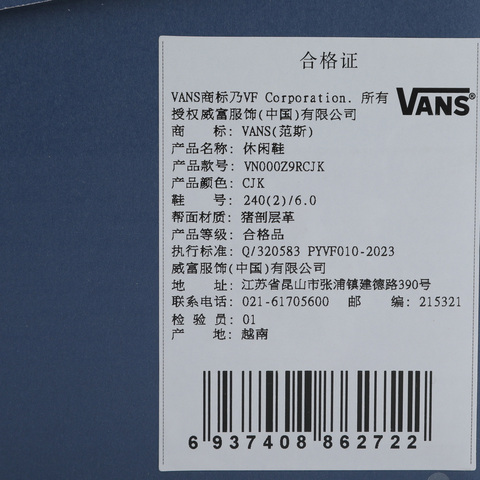 合格证
VANS商标乃VF Corporation. 所有
VANS®
授权威富服饰(中国)有限公司
商 标: VANS(范斯)
产品名称: 休闲鞋
产品款号: VN000Z9RCJK
产品颜色: CJK
鞋 号: 240(2)/6.0
帮面材质: 猪剖层革
产品等级: 合格品
执行标准: Q/320583 PYVF010-2023
威富服饰(中国)有限公司
地 址: 江苏省昆山市张浦镇建德路390号
联系电话: 021-61705600 邮 编: 215321
检 验 员: 01
产 地: 越南
6 937408 862722